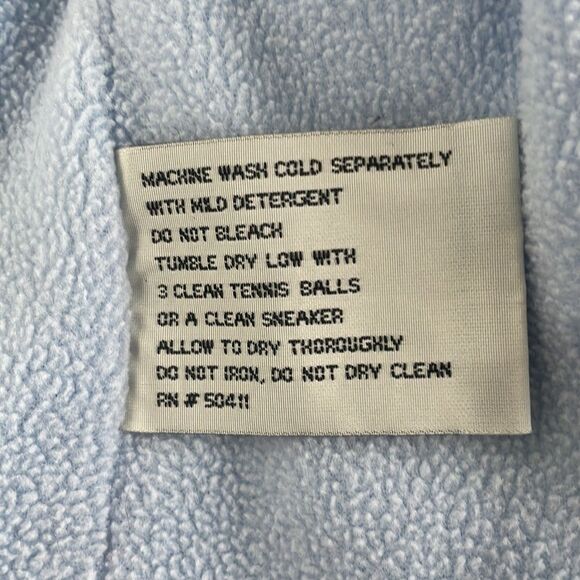 MACHINE WASH COLD SEPARATELY
WITH MILD DETERGENT
DO NOT BLEACH
TUMBLE DRY LOW WITH
3 CLEAN TENNIS BALLS
OR A CLEAN SNEAKER
ALLOW TO DRY THOROUGHLY
DO NOT IRON, DO NOT DRY CLEAN
RN # 50411